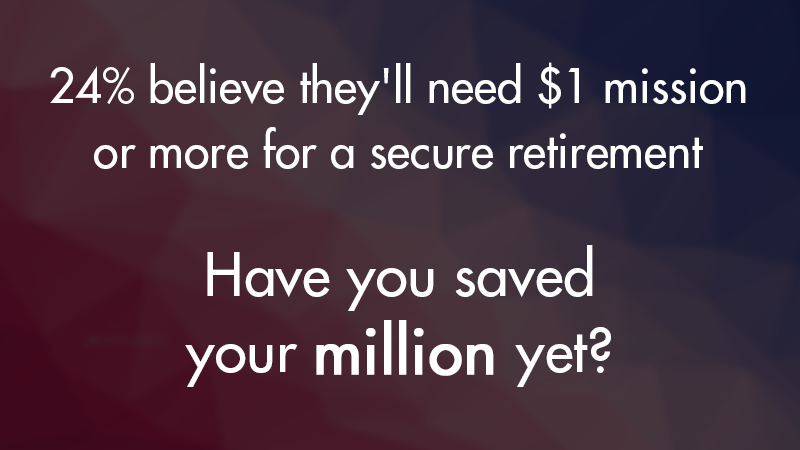 24% believe they'll need $1 mission
or more for a secure retirement
Have you saved
your million yet?